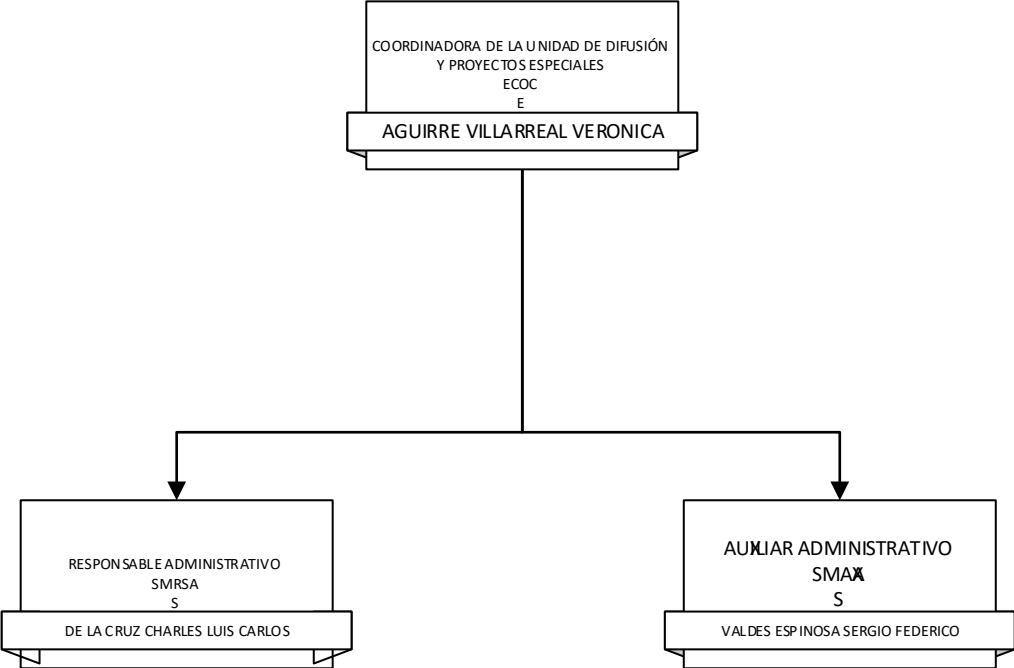 COORDINADORA DE LA UNIDAD DE DIFUSIÓN
Y PROYECTOS ESPECIALES
ECOC
E
AGUIRRE VILLARREAL VERONICA
RESPONSABLE ADMINISTRATIVO
SMRSA
S
DE LA CRUZ CHARLES LUIS CARLOS
AUXILIAR ADMINISTRATIVO
SMAXA
S
VALDES ESPINOSA SERGIO FEDERICO